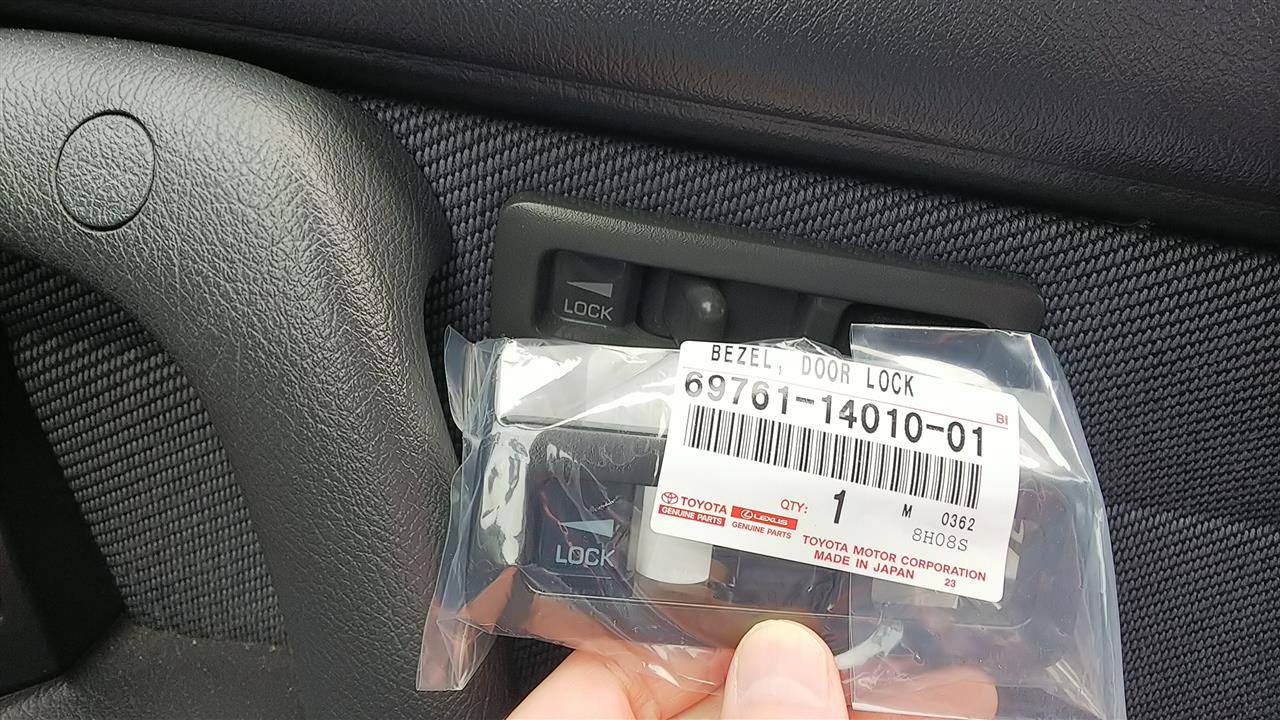 LOCK
BEZEL, DOOR LOCK
69761-14010-01
BI
TOYOTA
GENUINE PARTS
LEXUS
GENUINE PARTS
QTY: 1
M 0362
8H08S
TOYOTA MOTOR CORPORATION
MADE IN JAPAN 23
LOCK